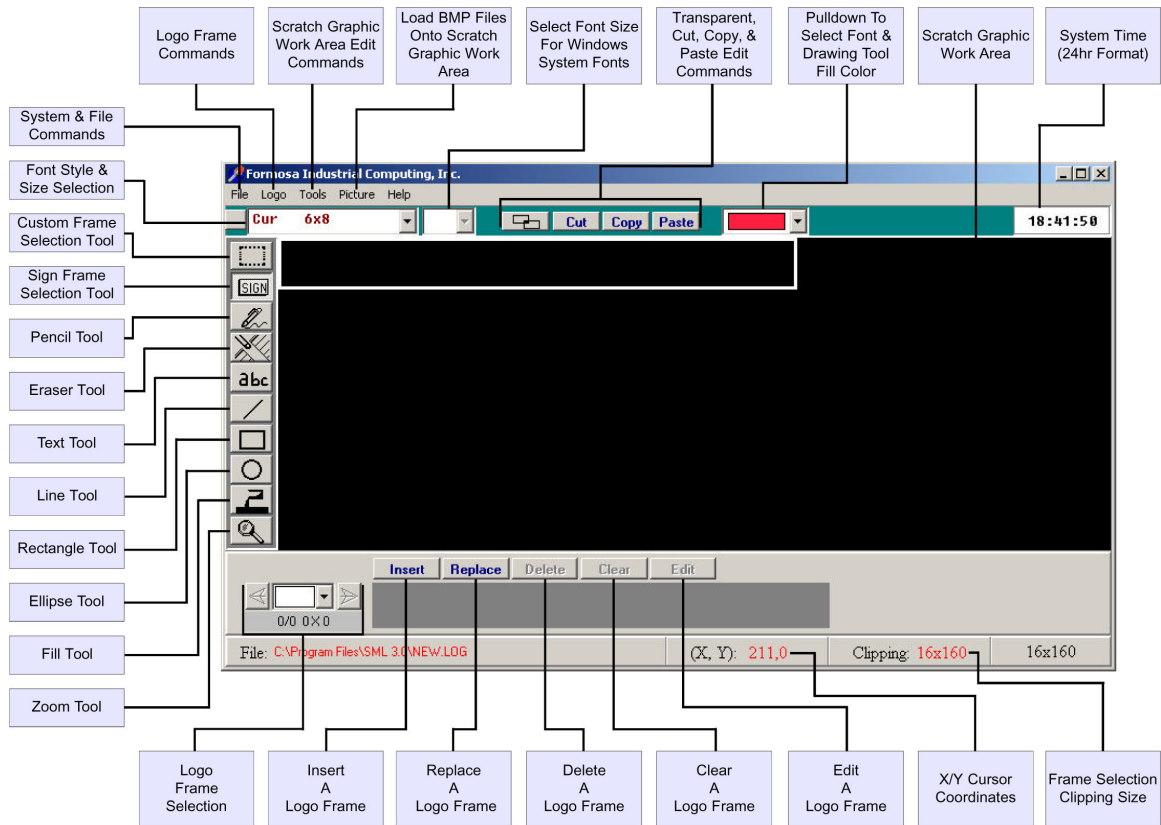 Logo Frame
Commands
Scratch Graphic
Work Area Edit
Commands
Load BMP Files
Onto Scratch
Graphic Work
Area
Select Font Size
For Windows
System Fonts
Transparent,
Cut, Copy, &
Paste Edit
Commands
Pulldown To
Select Font &
Drawing Tool
Fill Color
Scratch Graphic
Work Area
System Time
(24hr Format)
System & File
Commands
Font Style &
Size Selection
Custom Frame
Selection Tool
Sign Frame
Selection Tool
Pencil Tool
Eraser Tool
Text Tool
Line Tool
Rectangle Tool
Ellipse Tool
Fill Tool
Zoom Tool
Formosa Industrial Computing, Inc.
File Logo Tools Picture Help
Cur 6x8
Cut Copy Paste
18:41:50
SIGN
abc
Insert Replace Delete Clear Edit
0/0 0X0
File: C:\Program Files\SML 3.0\NEW.LOG
(X, Y): 211,0
Clipping: 16x160
16x160
Logo
Frame
Selection
Insert
A
Logo Frame
Replace
A
Logo Frame
Delete
A
Logo Frame
Clear
A
Logo Frame
Edit
A
Logo Frame
X/Y Cursor
Coordinates
Frame Selection
Clipping Size